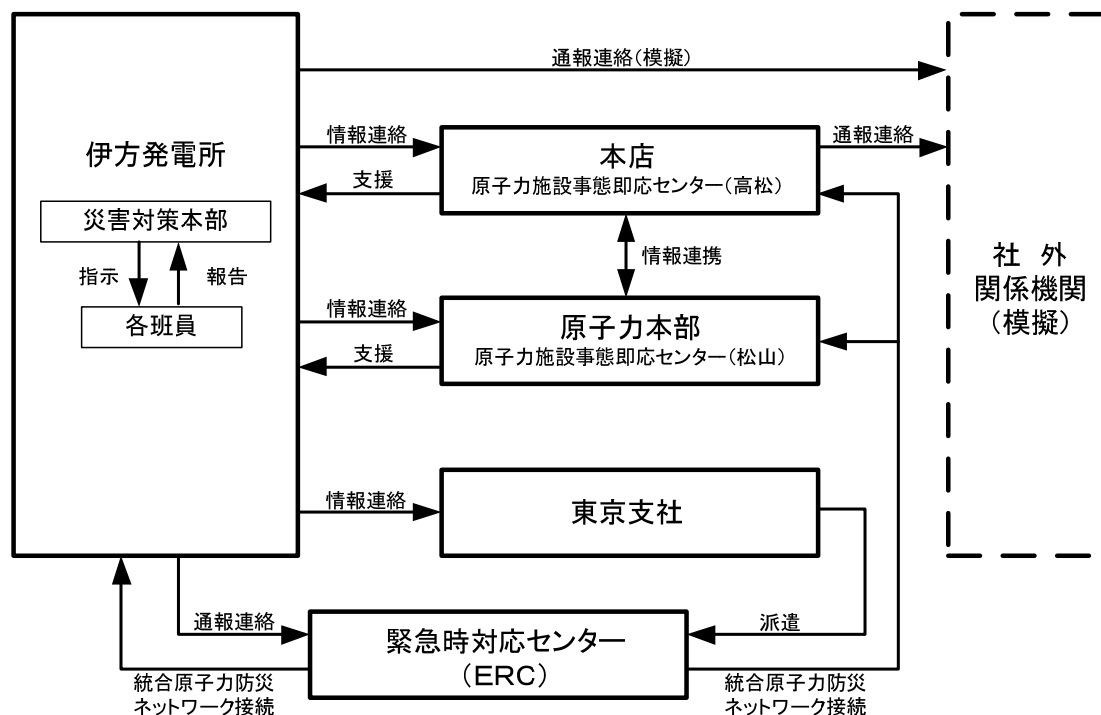 通報連絡(模擬)
伊方発電所
災害対策本部
指示
報告
各班員
情報連絡
支援
本店
原子力施設事態即応センター(高松)
通報連絡
情報連携
情報連絡
支援
原子力本部
原子力施設事態即応センター(松山)
社 外
関係機関
(模擬)
情報連絡
東京支社
通報連絡
緊急時対応センター
(ERC)
派遣
統合原子力防災
ネットワーク接続
統合原子力防災
ネットワーク接続